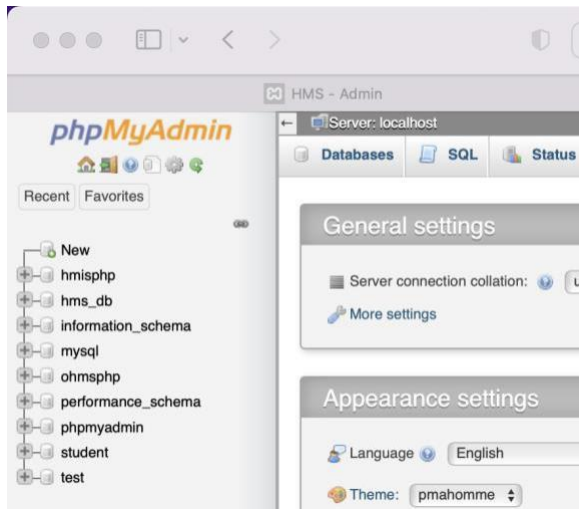 HMS - Admin
phpMyAdmin
Recent Favorites
New
hmisphp
hms_db
information_schema
mysql
ohmsphp
performance_schema
phpmyadmin
student
test
Server: localhost
Databases SQL Status
General settings
Server connection collation:
More settings
Appearance settings
Language English
Theme: pmahomme